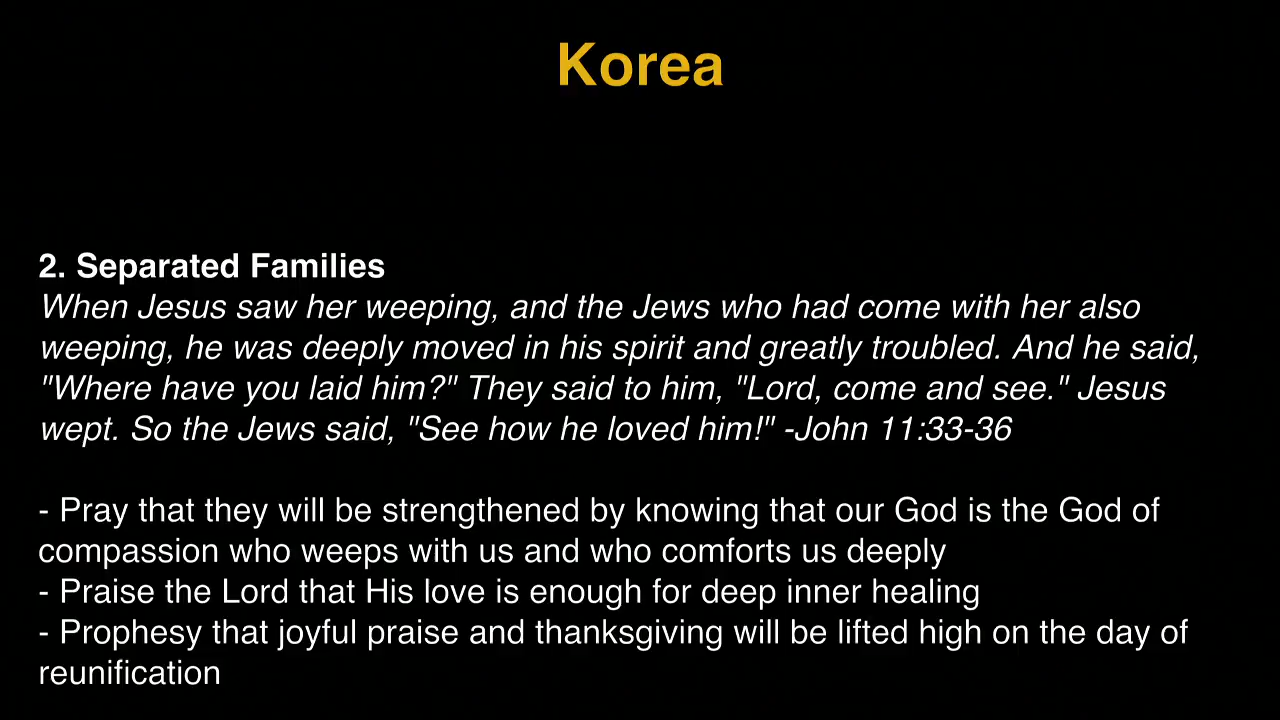 Korea
2. Separated Families
When Jesus saw her weeping, and the Jews who had come with her also
weeping, he was deeply moved in his spirit and greatly troubled. And he said,
"Where have you laid him?" They said to him, "Lord, come and see." Jesus
wept. So the Jews said, "See how he loved him!" -John 11:33-36
- Pray that they will be strengthened by knowing that our God is the God of
compassion who weeps with us and who comforts us deeply
- Praise the Lord that His love is enough for deep inner healing
- Prophesy that joyful praise and thanksgiving will be lifted high on the day of
reunification